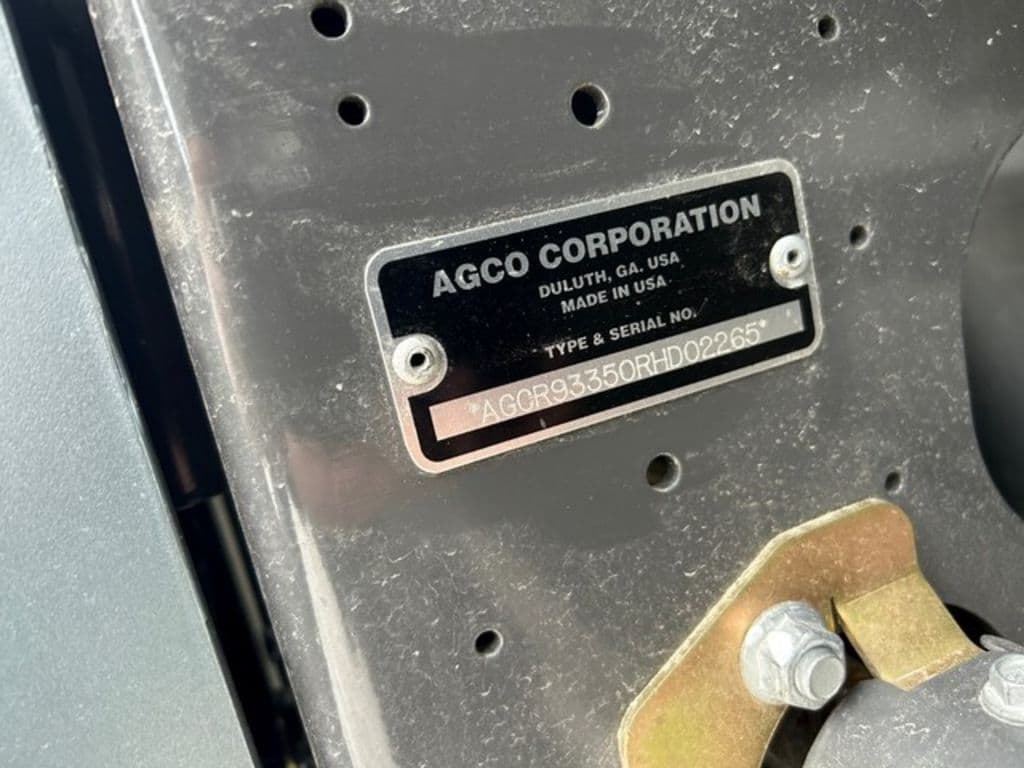 AGCO CORPORATION
DULUTH, GA. USA
MADE IN USA
TYPE & SERIAL NO.
*AGCR93350RHD02265*